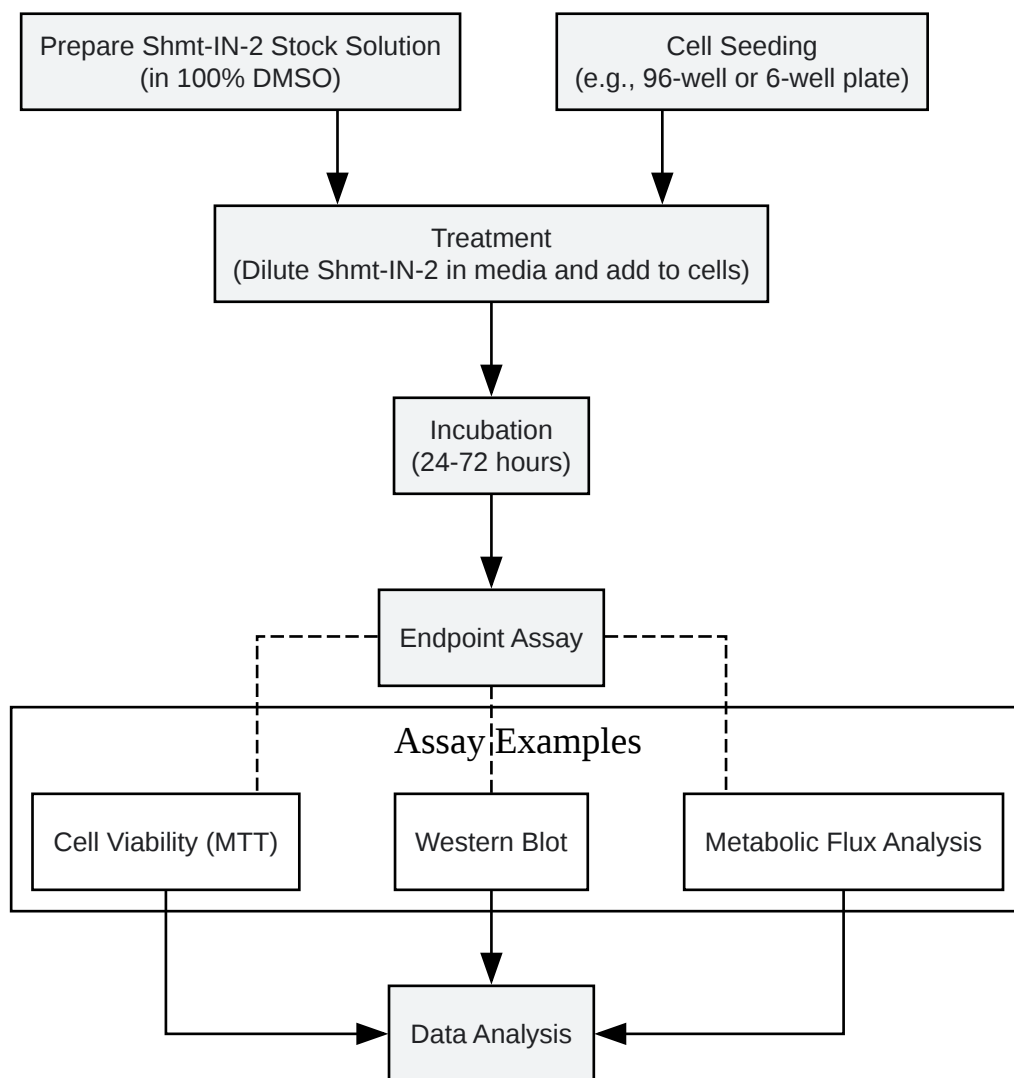 Prepare Shmt-IN-2 Stock Solution
(in 100% DMSO)
Cell Seeding
(e.g., 96-well or 6-well plate)
Treatment
(Dilute Shmt-IN-2 in media and add to cells)
Incubation
(24-72 hours)
Endpoint Assay
Assay Examples
Cell Viability (MTT)
Western Blot
Metabolic Flux Analysis
Data Analysis